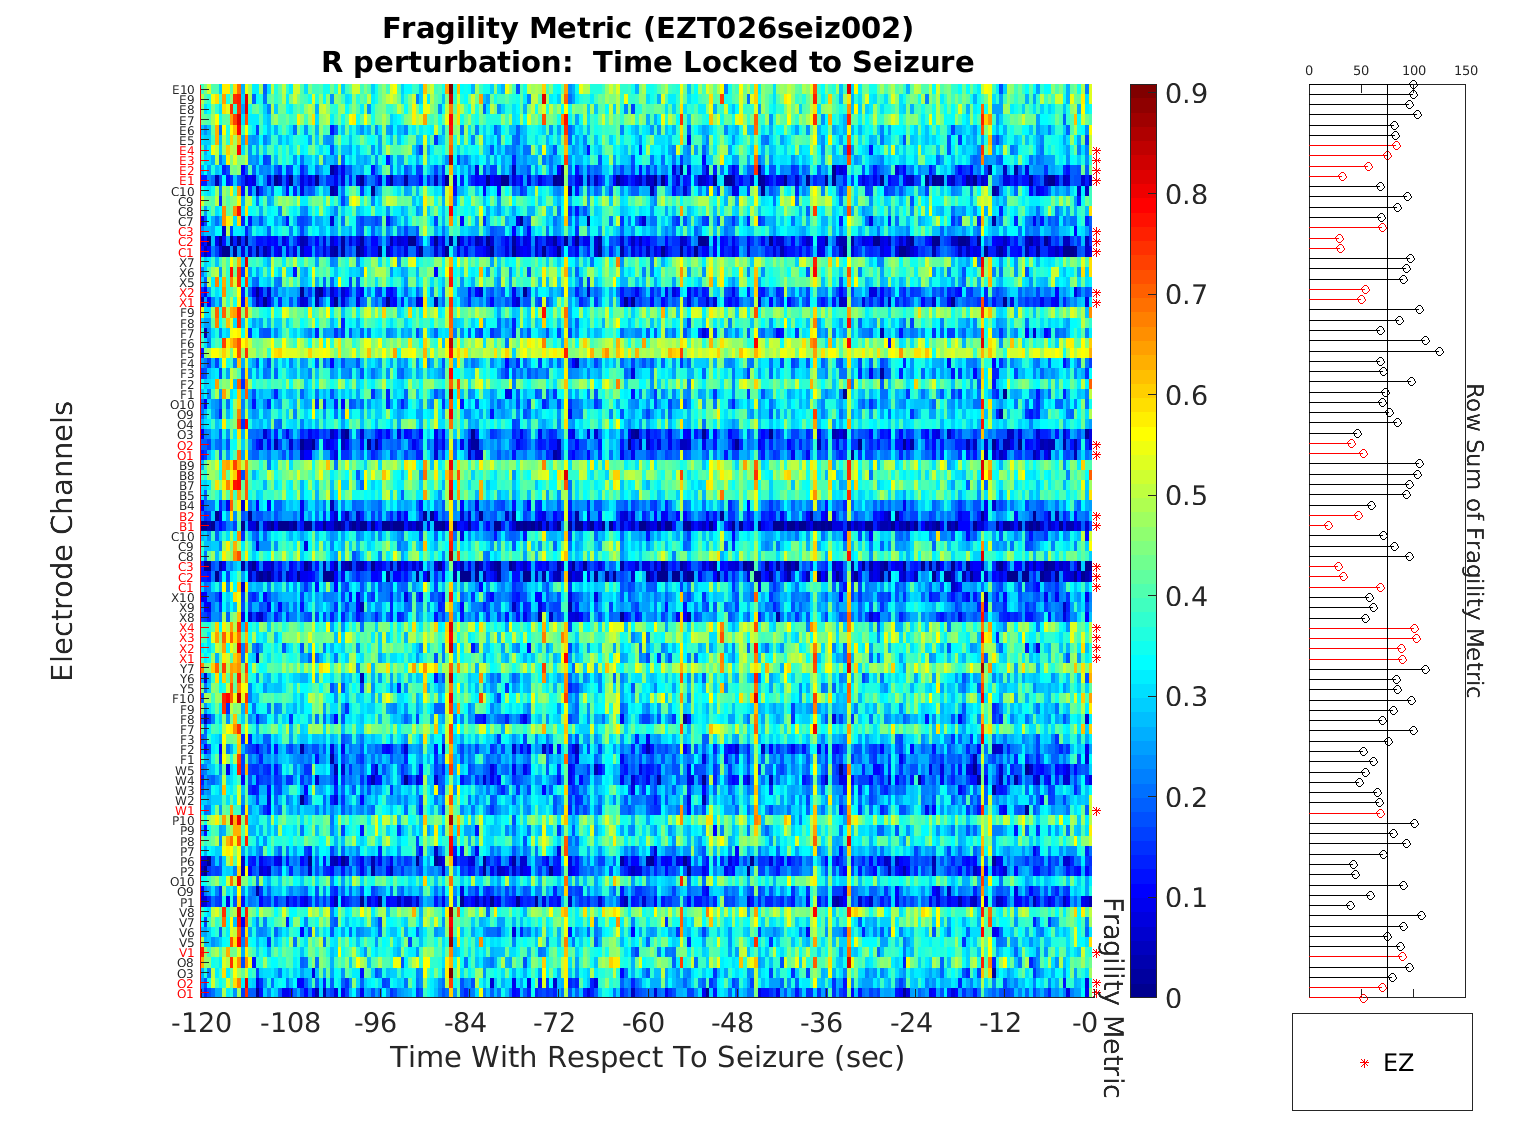 Fragility Metric (EZT026seiz002)
R perturbation:  Time Locked to Seizure
Electrode Channels
E10
E9
E8
E7
E6
E5
E4
E3
E2
E1
C10
C9
C8
C7
C3
C2
C1
X7
X6
X5
X2
X1
F9
F8
F7
F6
F5
F4
F3
F2
F1
O10
O9
O4
O3
O2
O1
B9
B8
B7
B5
B4
B2
B1
C10
C9
C8
C3
C2
C1
X10
X9
X8
X4
X3
X2
X1
Y7
Y6
Y5
F10
F9
F8
F7
F3
F2
F1
W5
W4
W3
W2
W1
P10
P9
P8
P7
P6
P2
O10
O9
P1
V8
V7
V6
V5
V1
O8
O3
O2
O1
-120 -108 -96 -84 -72 -60 -48 -36 -24 -12 -0
Time With Respect To Seizure (sec)
0.9
0.8
0.7
0.6
0.5
0.4
0.3
0.2
0.1
0
Fragility Metric
0 50 100 150
Row Sum of Fragility Metric
EZ